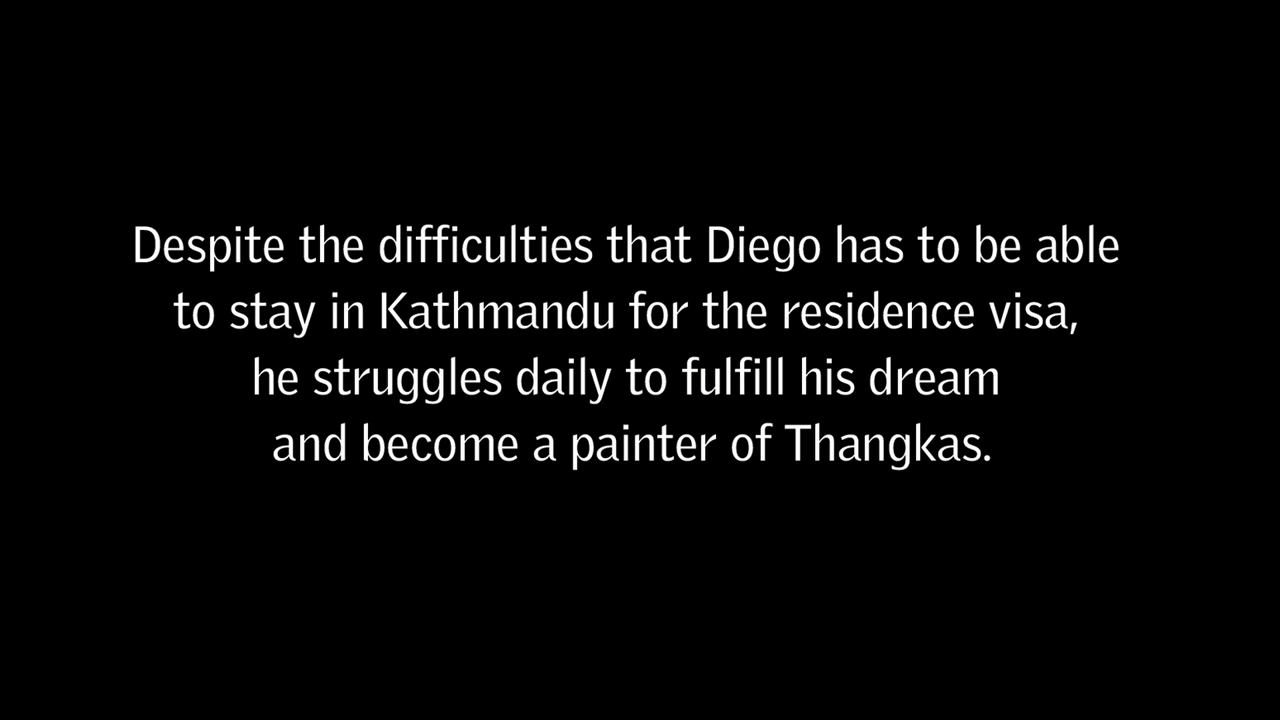 Despite the difficulties that Diego has to be able
to stay in Kathmandu for the residence visa,
he struggles daily to fulfill his dream
and become a painter of Thangkas.